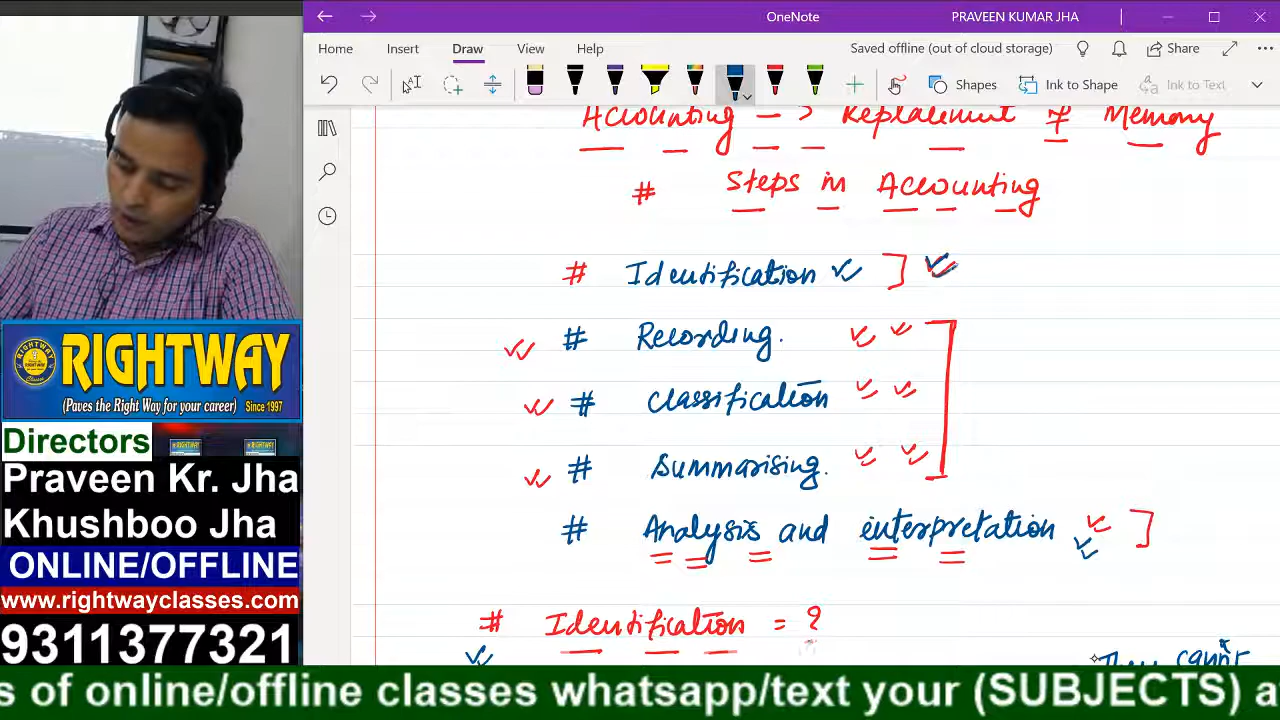 OneNote
PRAVEEN KUMAR JHA
Home Insert Draw View Help
Saved offline (out of cloud storage)
Share
Shapes
Ink to Shape
Ink to Text
Accounting -> Replacement of Memory
# Steps in Accounting
# Identification
# Recording.
# Classification
# Summarising.
# Analysis and interpretation
# Identification = ?
RIGHTWAY
(Paves the Right Way for your career) Since 1997
Directors
Praveen Kr. Jha
Khushboo Jha
ONLINE/OFFLINE
www.rightwayclasses.com
9311377321
s of online/offline classes whatsapp/text your (SUBJECTS) a